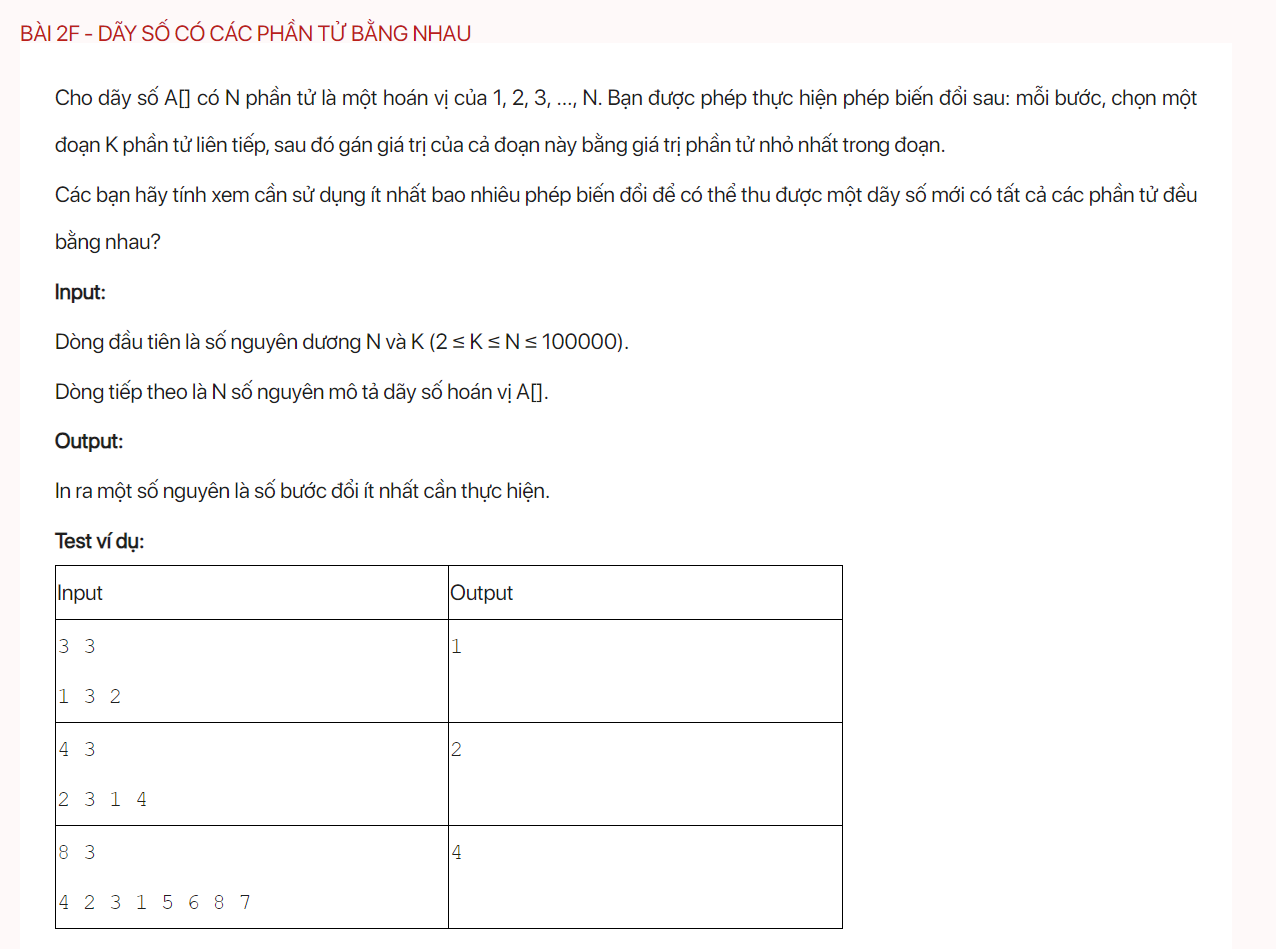 BÀI 2F - DÃY SỐ CÓ CÁC PHẦN TỬ BẰNG NHAU
Cho dãy số A[] có N phần tử là một hoán vị của 1, 2, 3, ..., N. Bạn được phép thực hiện phép biến đổi sau: mỗi bước, chọn một
đoạn K phần tử liên tiếp, sau đó gán giá trị của cả đoạn này bằng giá trị phần tử nhỏ nhất trong đoạn.
Các bạn hãy tính xem cần sử dụng ít nhất bao nhiêu phép biến đổi để có thể thu được một dãy số mới có tất cả các phần tử đều
bằng nhau?
Input:
Dòng đầu tiên là số nguyên dương N và K (2 ≤ K ≤ N ≤ 100000).
Dòng tiếp theo là N số nguyên mô tả dãy số hoán vị A[].
Output:
In ra một số nguyên là số bước đổi ít nhất cần thực hiện.
Test ví dụ:
Input Output
3 3 1
1 3 2
4 3 2
2 3 1 4
8 3 4
4 2 3 1 5 6 8 7